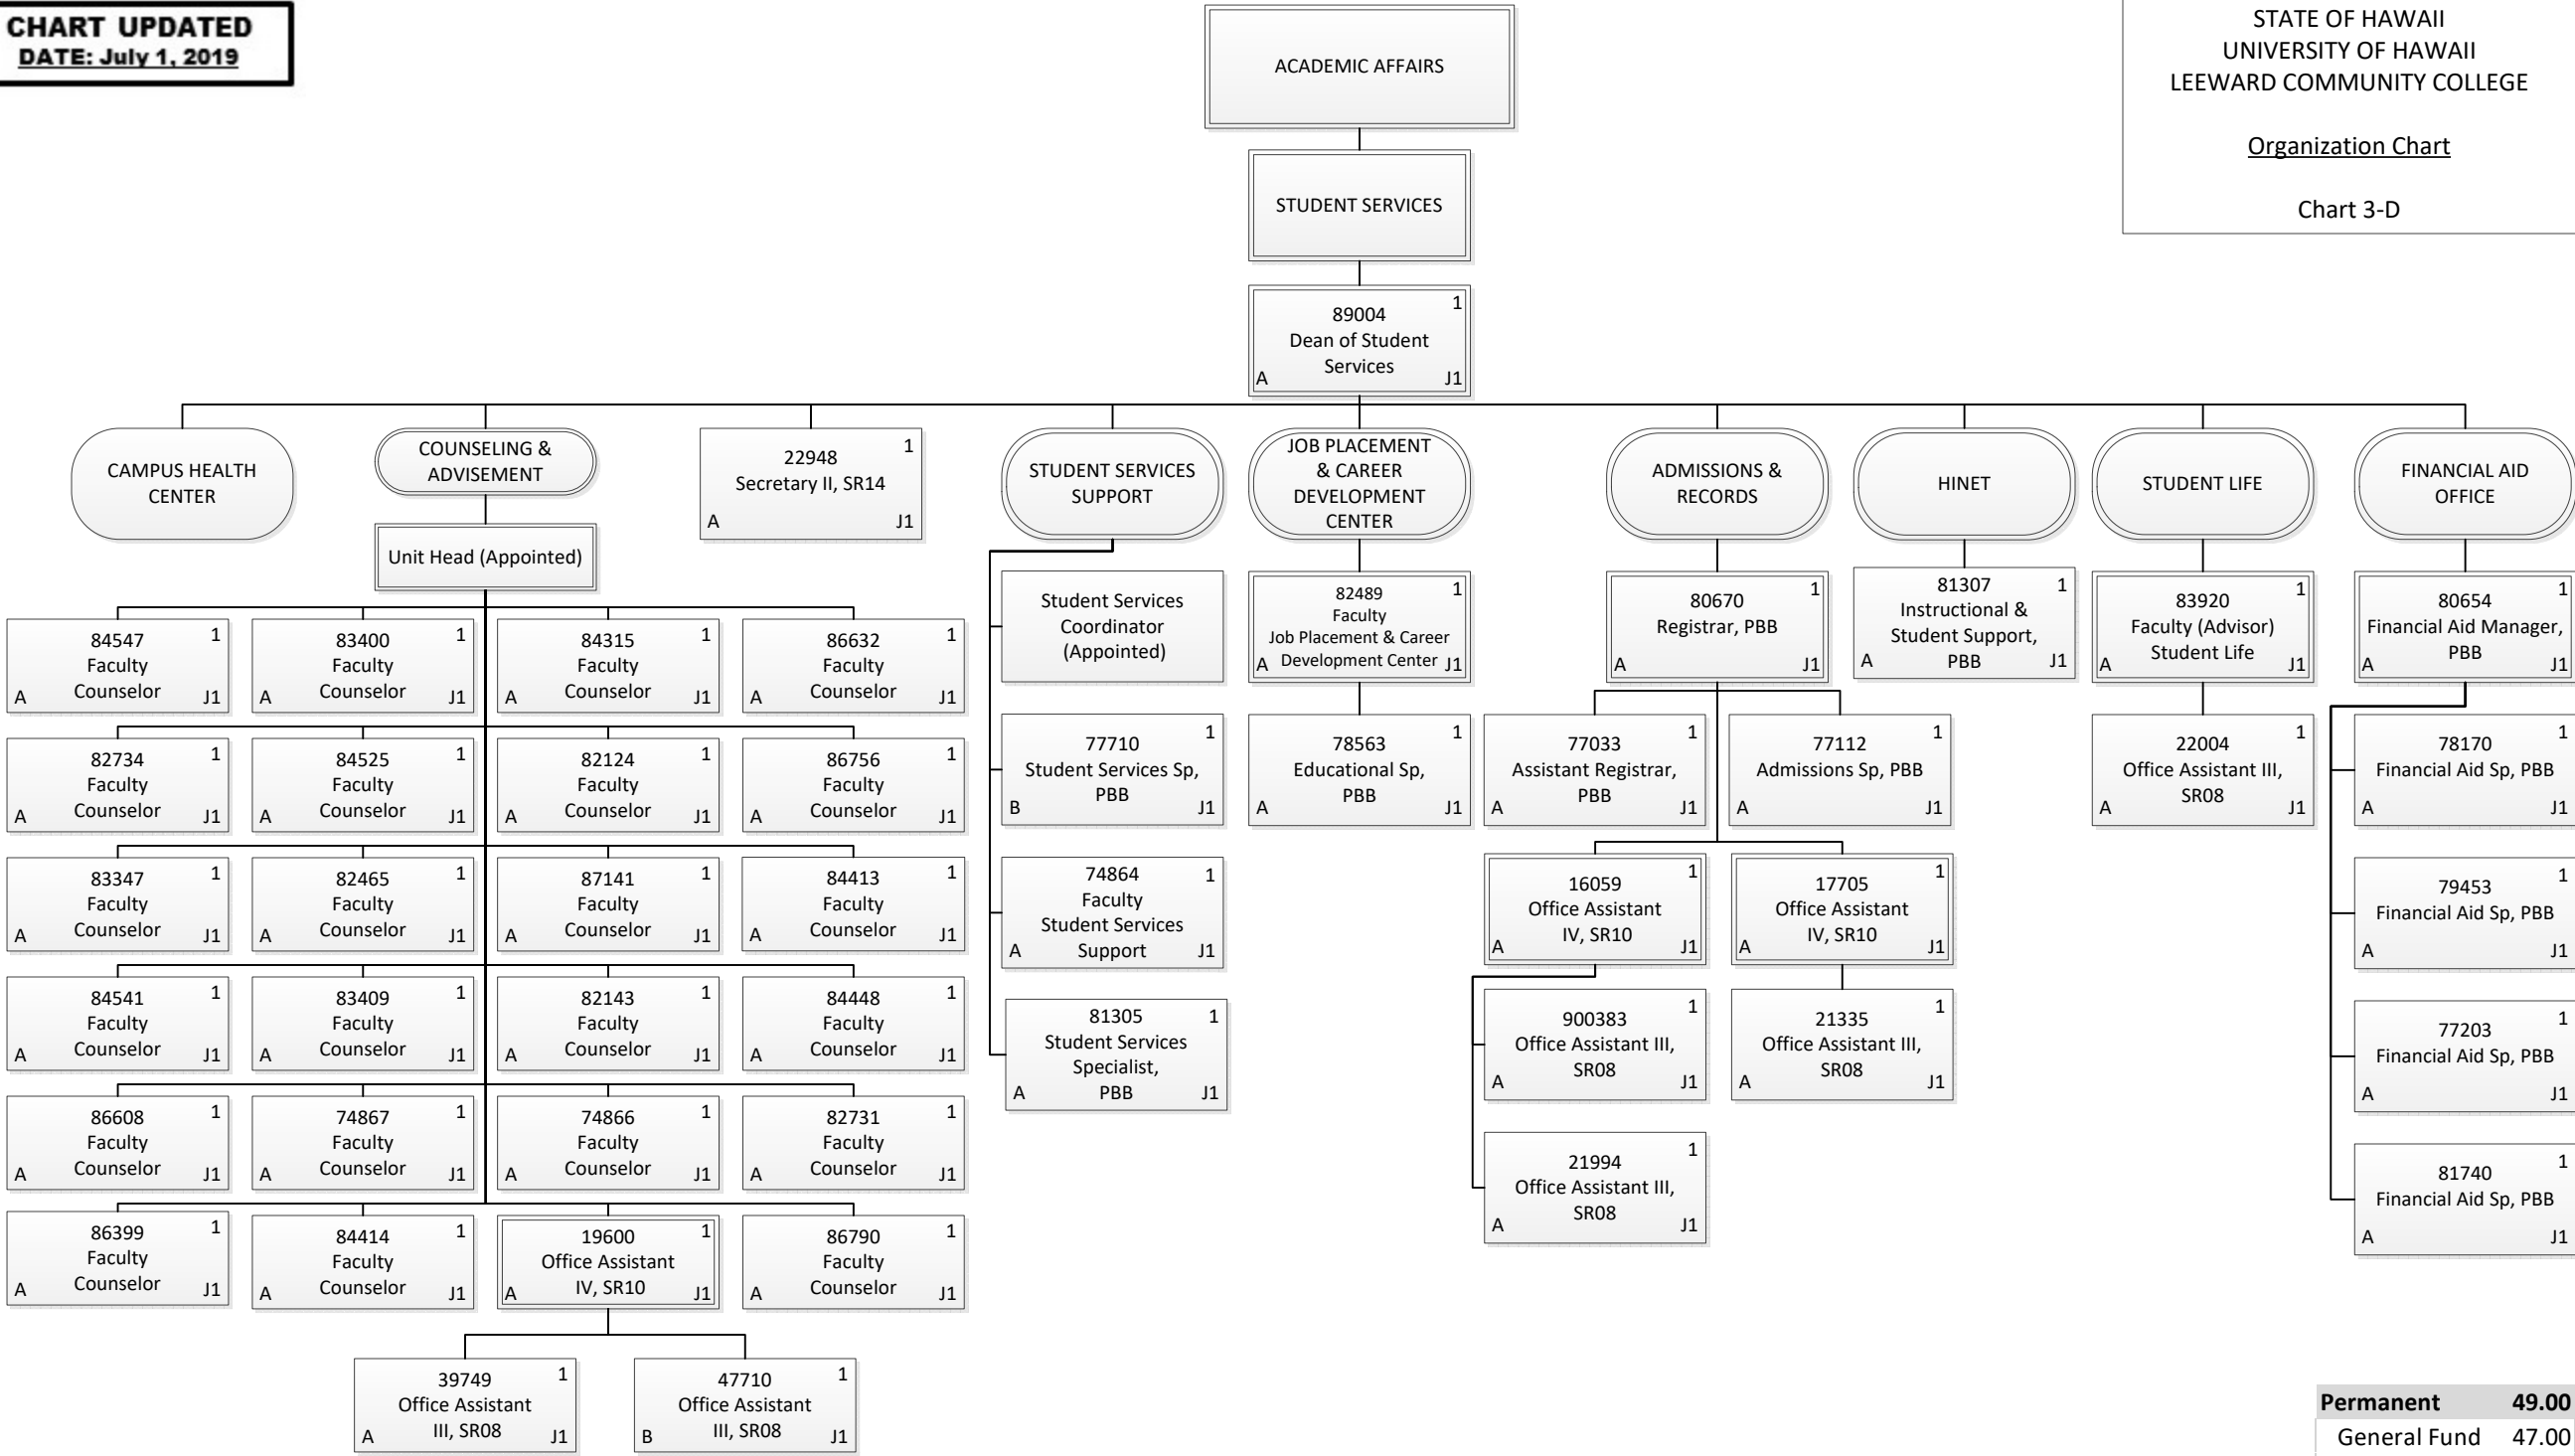 CHART UPDATED
DATE: July 1, 2019
STATE OF HAWAII
UNIVERSITY OF HAWAII
LEEWARD COMMUNITY COLLEGE
Organization Chart
Chart 3-D
ACADEMIC AFFAIRS
STUDENT SERVICES
1
89004
Dean of Student
Services
A J1
CAMPUS HEALTH
CENTER
COUNSELING &
ADVISEMENT
Unit Head (Appointed)
1
22948
Secretary II, SR14
A J1
STUDENT SERVICES
SUPPORT
JOB PLACEMENT
& CAREER
DEVELOPMENT
CENTER
ADMISSIONS &
RECORDS
HINET
STUDENT LIFE
FINANCIAL AID
OFFICE
84547 1
Faculty
Counselor
A J1
83400 1
Faculty
Counselor
A J1
84315 1
Faculty
Counselor
A J1
86632 1
Faculty
Counselor
A J1
82734 1
Faculty
Counselor
A J1
84525 1
Faculty
Counselor
A J1
82124 1
Faculty
Counselor
A J1
86756 1
Faculty
Counselor
A J1
83347 1
Faculty
Counselor
A J1
82465 1
Faculty
Counselor
A J1
87141 1
Faculty
Counselor
A J1
84413 1
Faculty
Counselor
A J1
84541 1
Faculty
Counselor
A J1
83409 1
Faculty
Counselor
A J1
82143 1
Faculty
Counselor
A J1
84448 1
Faculty
Counselor
A J1
86608 1
Faculty
Counselor
A J1
74867 1
Faculty
Counselor
A J1
74866 1
Faculty
Counselor
A J1
82731 1
Faculty
Counselor
A J1
86399 1
Faculty
Counselor
A J1
84414 1
Faculty
Counselor
A J1
19600 1
Office Assistant
IV, SR10
A J1
86790 1
Faculty
Counselor
A J1
39749 1
Office Assistant
III, SR08
A J1
47710 1
Office Assistant
III, SR08
B J1
Student Services
Coordinator
(Appointed)
77710 1
Student Services Sp,
PBB
B J1
74864 1
Faculty
Student Services
Support
A J1
81305 1
Student Services
Specialist,
PBB
A J1
82489 1
Faculty
Job Placement & Career
Development Center
A J1
78563 1
Educational Sp,
PBB
A J1
80670 1
Registrar, PBB
A J1
77033 1
Assistant Registrar,
PBB
A J1
77112 1
Admissions Sp, PBB
A J1
16059 1
Office Assistant
IV, SR10
A J1
17705 1
Office Assistant
IV, SR10
A J1
900383 1
Office Assistant III,
SR08
A J1
21335 1
Office Assistant III,
SR08
A J1
21994 1
Office Assistant III,
SR08
A J1
81307 1
Instructional &
Student Support,
PBB
A J1
83920 1
Faculty (Advisor)
Student Life
A J1
22004 1
Office Assistant III,
SR08
A J1
80654 1
Financial Aid Manager,
PBB
A J1
78170 1
Financial Aid Sp, PBB
A J1
79453 1
Financial Aid Sp, PBB
A J1
77203 1
Financial Aid Sp, PBB
A J1
81740 1
Financial Aid Sp, PBB
A J1
Permanent 49.00
General Fund 47.00